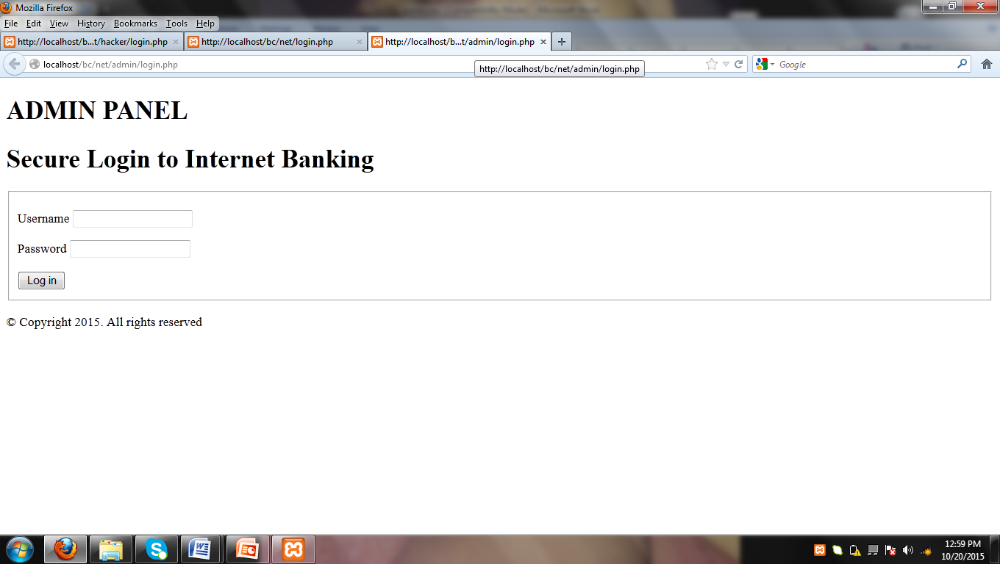 Mozilla Firefox
File Edit View History Bookmarks Tools Help
http://localhost/b...t/hacker/login.php http://localhost/bc/net/login.php http://localhost/b...t/admin/login.php
localhost/bc/net/admin/login.php Google
http://localhost/bc/net/admin/login.php
ADMIN PANEL
Secure Login to Internet Banking
Username
Password
Log in
© Copyright 2015. All rights reserved
12:59 PM
10/20/2015